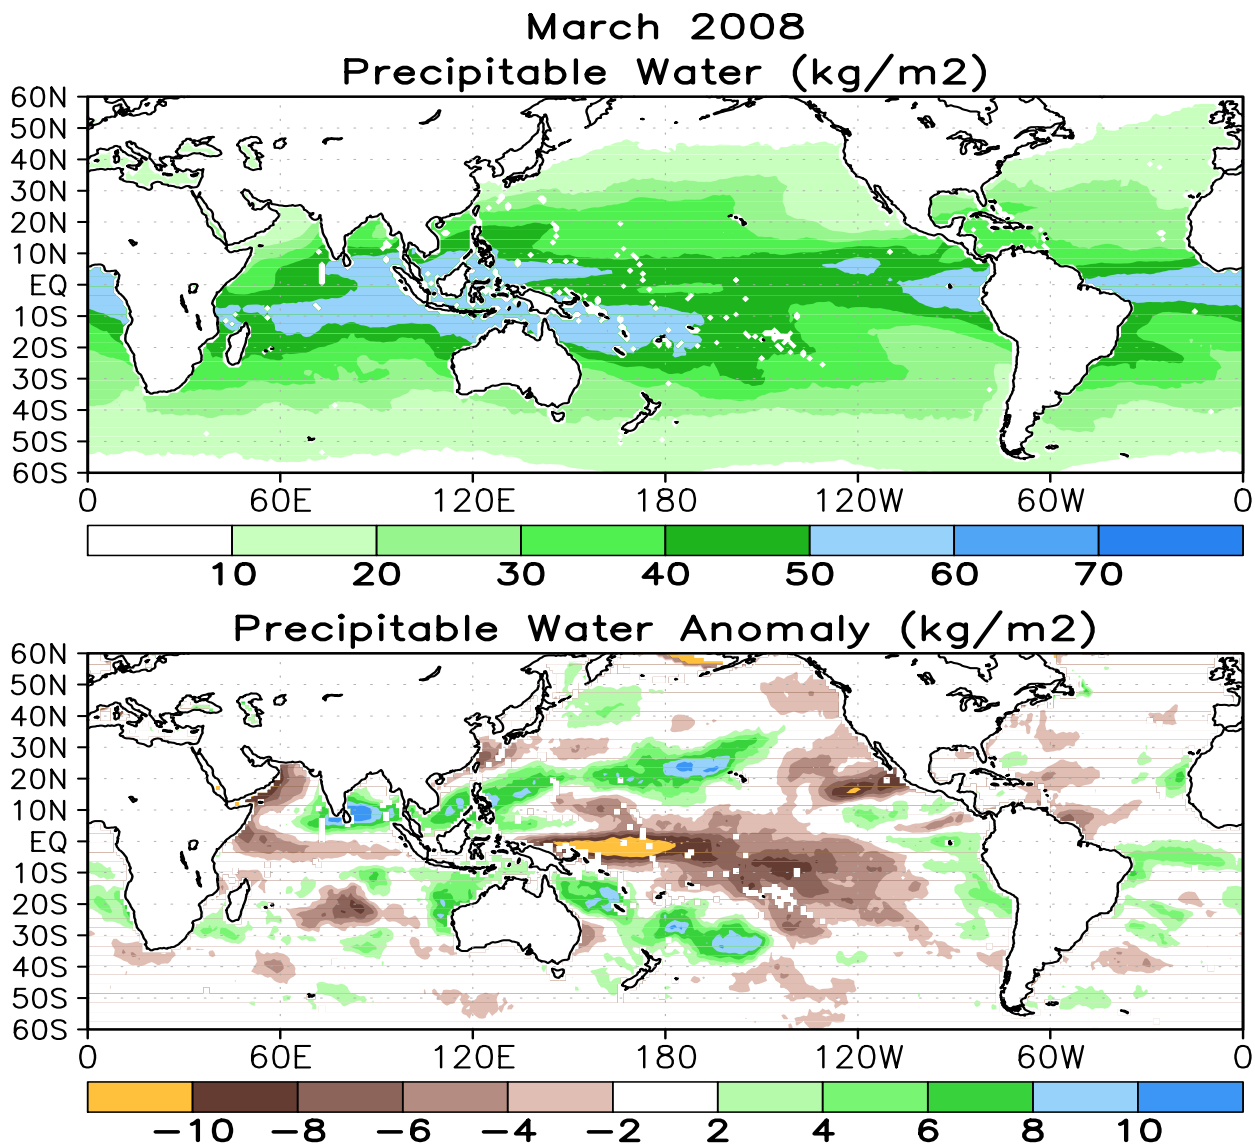 March 2008
Precipitable Water (kg/m2)
60N
50N
40N
30N
20N
10N
EQ
10S
20S
30S
40S
50S
60S
0 60E 120E 180 120W 60W 0
10 20 30 40 50 60 70
Precipitable Water Anomaly (kg/m2)
60N
50N
40N
30N
20N
10N
EQ
10S
20S
30S
40S
50S
60S
0 60E 120E 180 120W 60W 0
−10 −8 −6 −4 −2 2 4 6 8 10